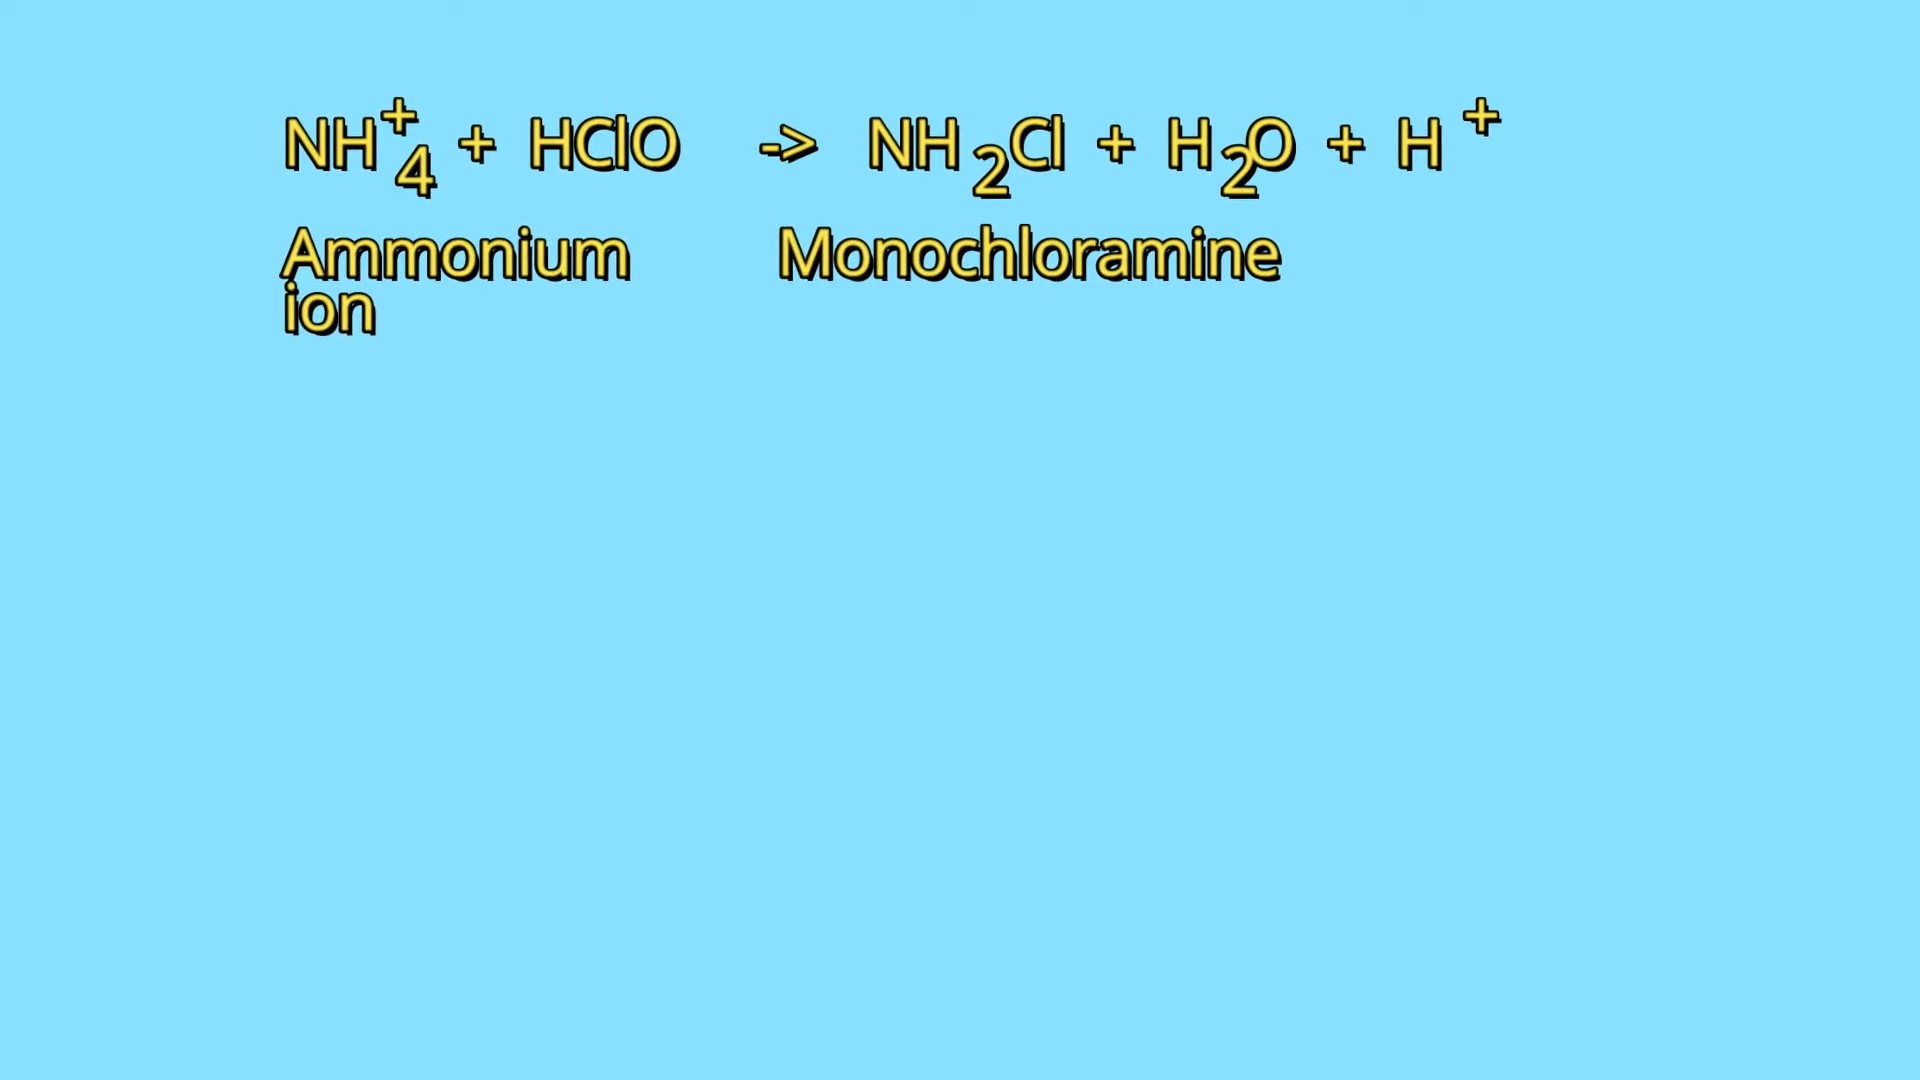 NH₄⁺ + HClO -> NH₂Cl + H₂O + H⁺
Ammonium Monochloramine
ion